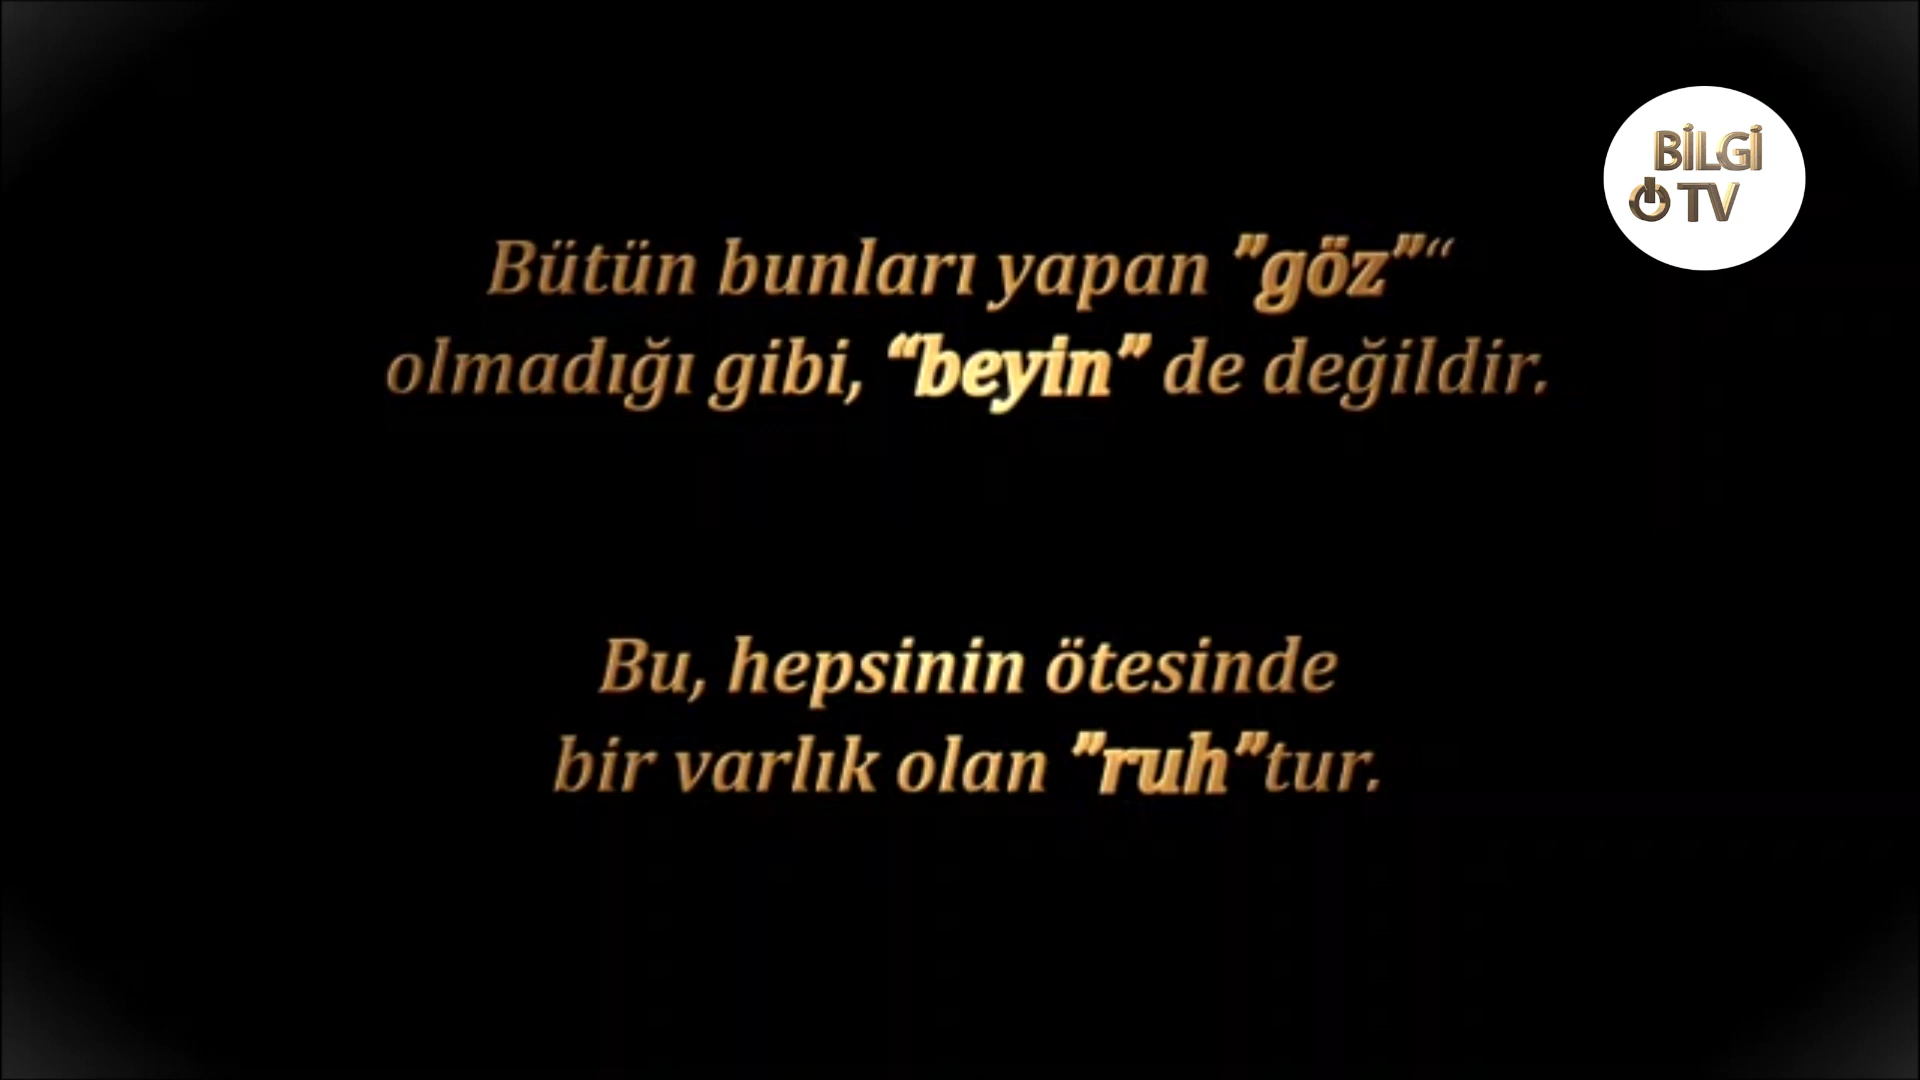 BİLGİ
TV
Bütün bunları yapan ”göz”“
olmadığı gibi, “beyin” de değildir.
Bu, hepsinin ötesinde
bir varlık olan ”ruh”tur.